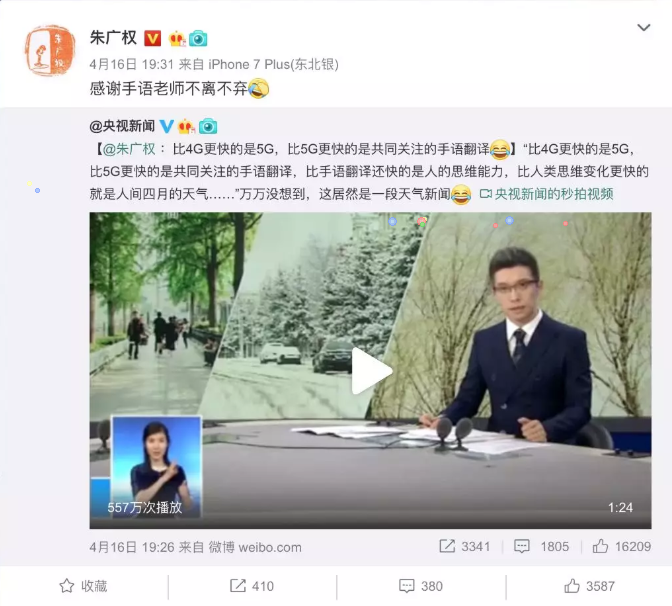 朱广权
朱广权
4月16日 19:31 来自 iPhone 7 Plus(东北银)
感谢手语老师不离不弃
@央视新闻
【@朱广权： 比4G更快的是5G，比5G更快的是共同关注的手语翻译】“比4G更快的是5G，
比5G更快的是共同关注的手语翻译，比手语翻译还快的是人的思维能力，比人类思维变化更快的
就是人间四月的天气……”万万没想到，这居然是一段天气新闻 央视新闻的秒拍视频
557万次播放 1:24
4月16日 19:26 来自 微博 weibo.com 3341 1805 16209
收藏 410 380 3587